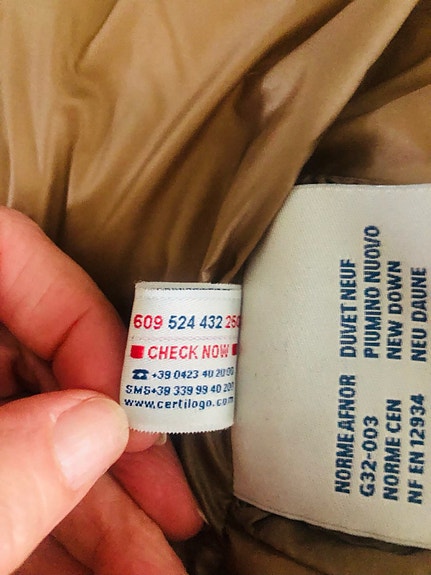 609 524 432 260
CHECK NOW
☎ +39 0423 40 20 00
SMS+39 339 99 40 200
www.certilogo.com
NORME AFNOR
G32-003
NORME CEN
NF EN 12934
DUVET NEUF
PIUMINO NUOVO
NEW DOWN
NEU DAUNE